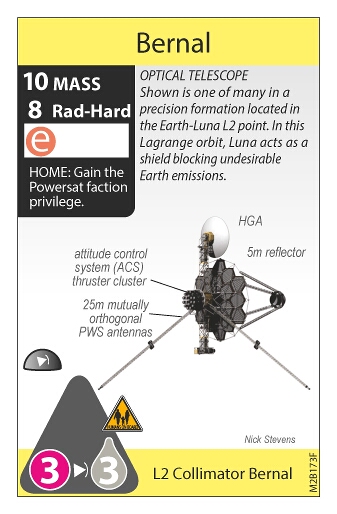 Bernal
10 MASS
8 Rad-Hard
e
HOME: Gain the
Powersat faction
privilege.
OPTICAL TELESCOPE
Shown is one of many in a
precision formation located in
the Earth-Luna L2 point. In this
Lagrange orbit, Luna acts as a
shield blocking undesirable
Earth emissions.
HGA
5m reflector
attitude control
system (ACS)
thruster cluster
25m mutually
orthogonal
PWS antennas
Nick Stevens
3 3
L2 Collimator Bernal
M2B173F